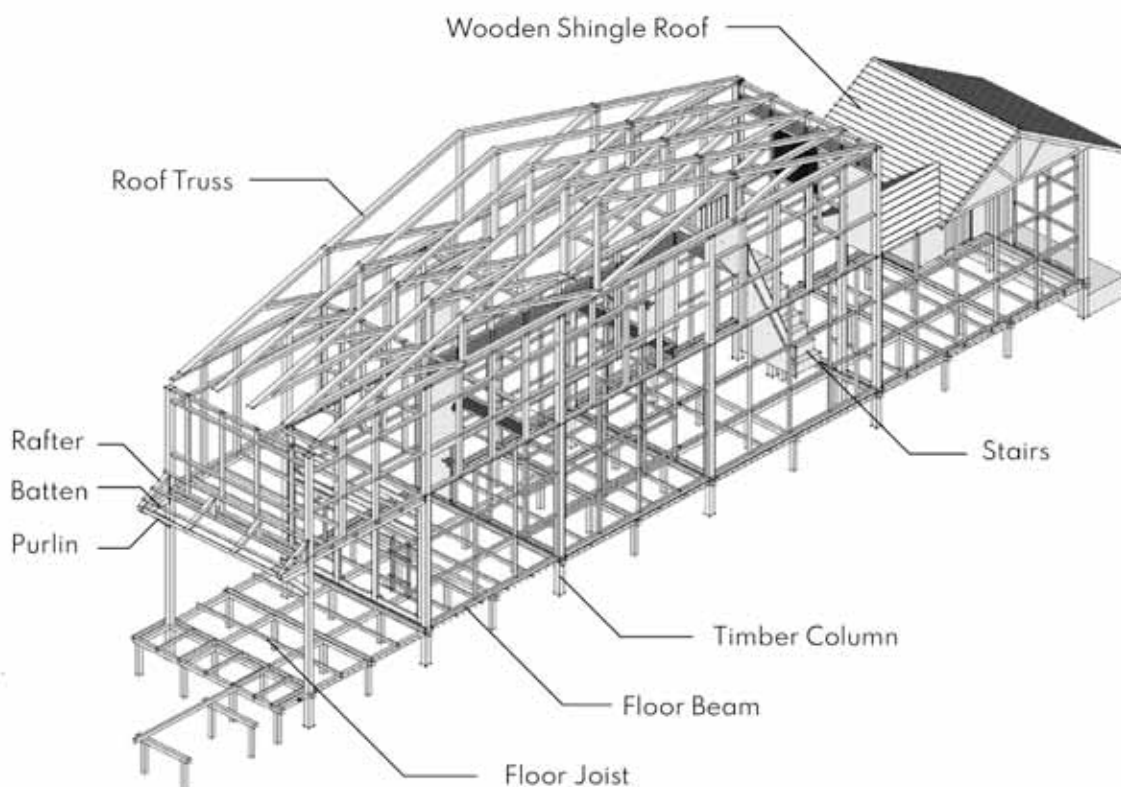 Wooden Shingle Roof
Roof Truss
Rafter
Batten
Purlin
Stairs
Timber Column
Floor Beam
Floor Joist